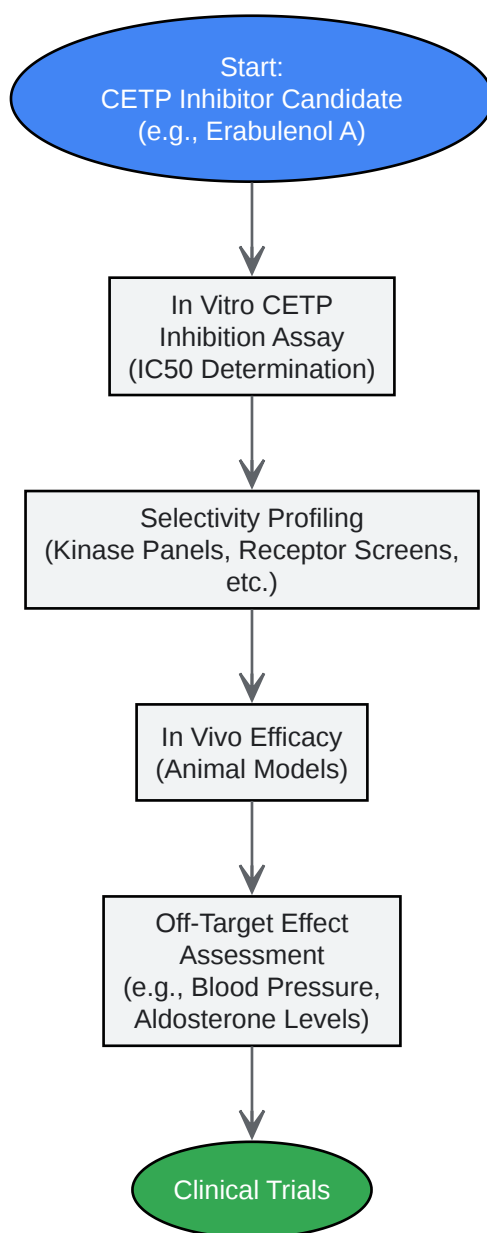 Start:
CETP Inhibitor Candidate
(e.g., Erabulenol A)
In Vitro CETP
Inhibition Assay
(IC50 Determination)
Selectivity Profiling
(Kinase Panels, Receptor Screens,
etc.)
In Vivo Efficacy
(Animal Models)
Off-Target Effect
Assessment
(e.g., Blood Pressure,
Aldosterone Levels)
Clinical Trials